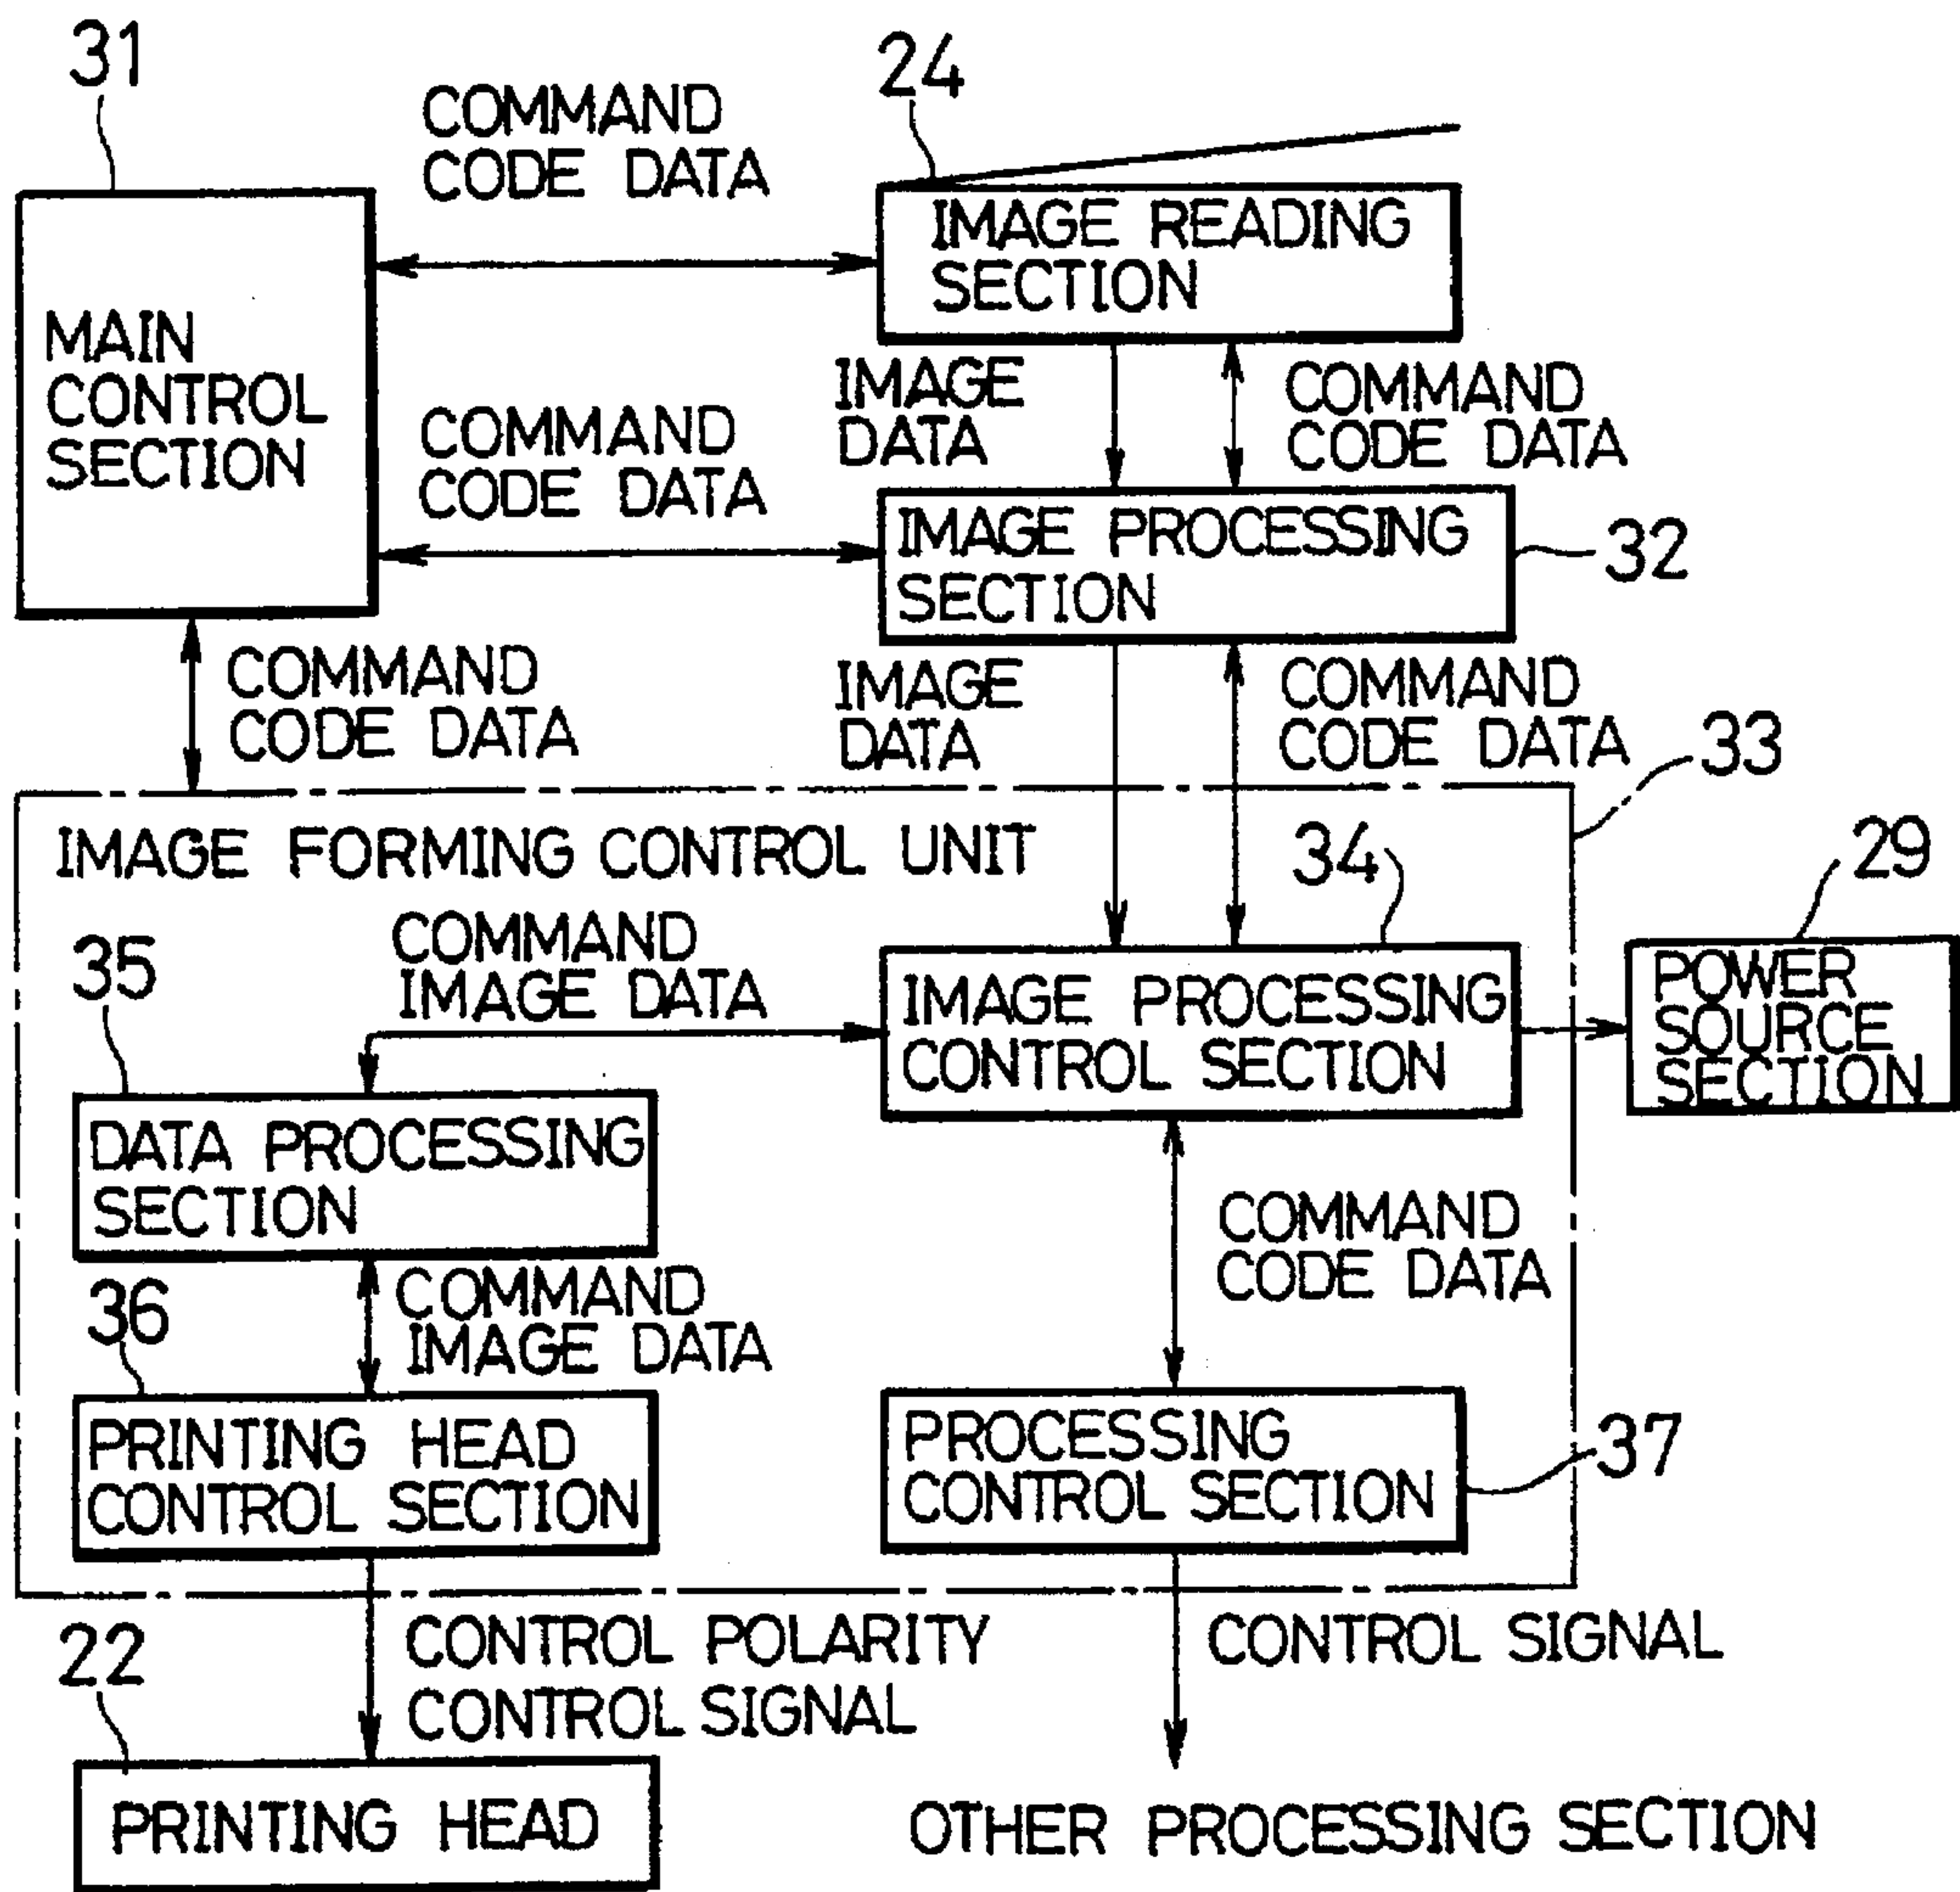 31
24
COMMAND
CODE DATA
IMAGE READING
SECTION
MAIN
CONTROL
SECTION
IMAGE
DATA
COMMAND
CODE DATA
COMMAND
CODE DATA
IMAGE PROCESSING
SECTION
32
COMMAND
CODE DATA
IMAGE
DATA
COMMAND
CODE DATA
33
IMAGE FORMING CONTROL UNIT
34
29
35
COMMAND
IMAGE DATA
IMAGE PROCESSING
CONTROL SECTION
POWER
SOURCE
SECTION
DATA PROCESSING
SECTION
COMMAND
CODE DATA
36
COMMAND
IMAGE DATA
PRINTING HEAD
CONTROL SECTION
PROCESSING
CONTROL SECTION
37
22
CONTROL POLARITY
CONTROL SIGNAL
CONTROL SIGNAL
PRINTING HEAD
OTHER PROCESSING SECTION